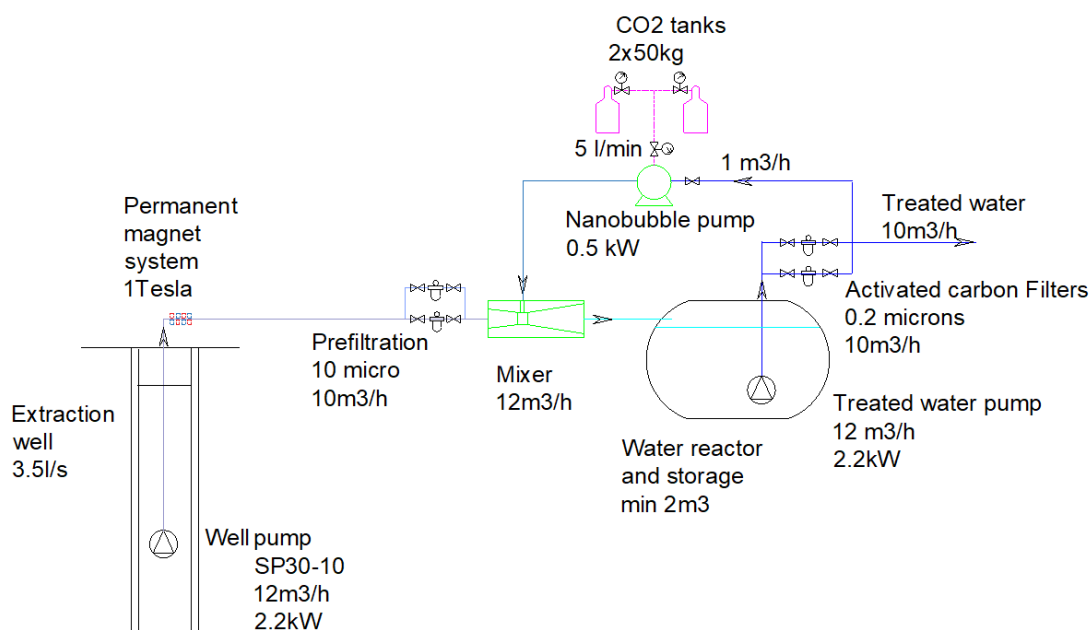 CO2 tanks
2x50kg
5 l/min
1 m3/h
Permanent
magnet
system
1Tesla
Nanobubble pump
0.5 kW
Treated water
10m3/h
Prefiltration
10 micro
10m3/h
Mixer
12m3/h
Activated carbon Filters
0.2 microns
10m3/h
Extraction
well
3.5l/s
Water reactor
and storage
min 2m3
Treated water pump
12 m3/h
2.2kW
Well pump
SP30-10
12m3/h
2.2kW